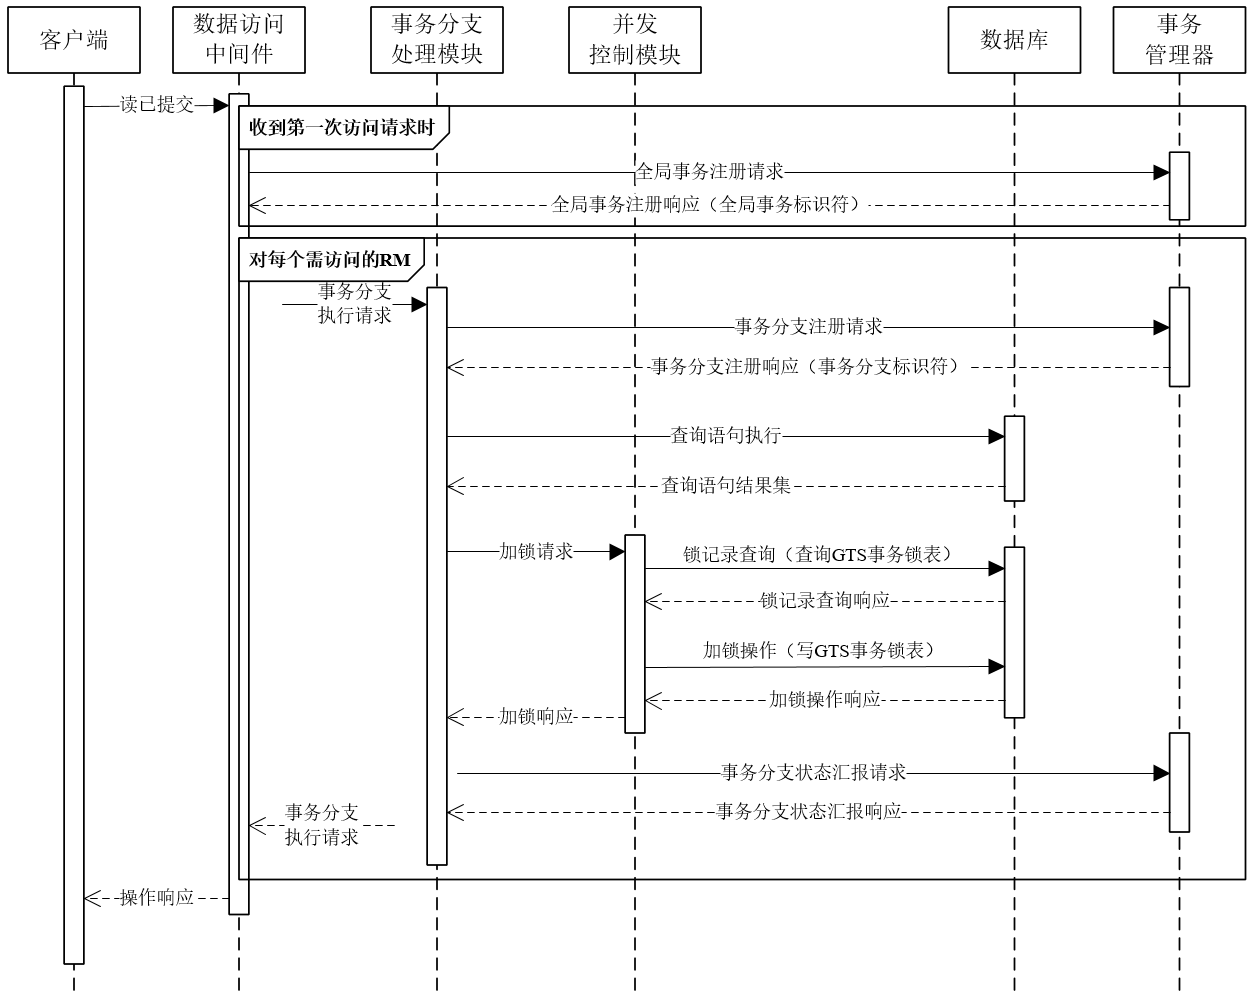 客户端
数据访问
中间件
事务分支
处理模块
并发
控制模块
数据库
事务
管理器
读已提交
收到第一次访问请求时
全局事务注册请求
全局事务注册响应（全局事务标识符）
对每个需访问的RM
事务分支
执行请求
事务分支注册请求
事务分支注册响应（事务分支标识符）
查询语句执行
查询语句结果集
加锁请求
锁记录查询（查询GTS事务锁表）
锁记录查询响应
加锁操作（写GTS事务锁表）
加锁操作响应
加锁响应
事务分支状态汇报请求
事务分支状态汇报响应
事务分支
执行请求
操作响应